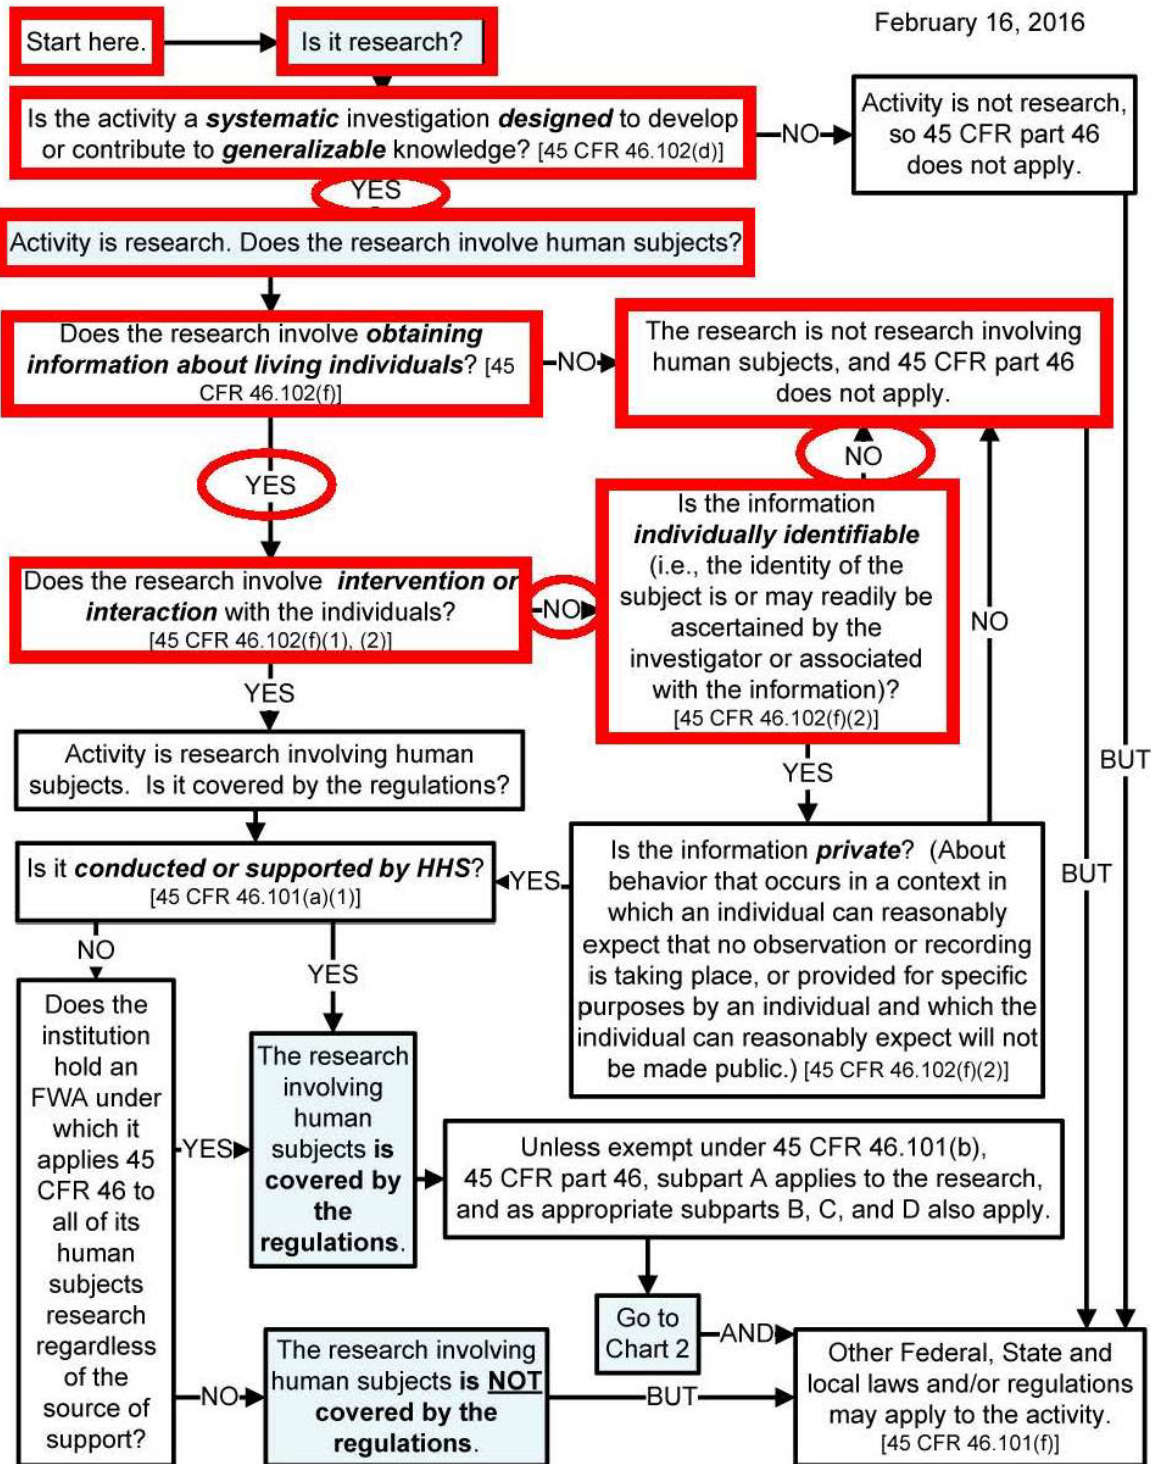 February 16, 2016
Start here.
Is it research?
Is the activity a systematic investigation designed to develop
or contribute to generalizable knowledge? [45 CFR 46.102(d)]
NO
Activity is not research,
so 45 CFR part 46
does not apply.
YES
Activity is research. Does the research involve human subjects?
Does the research involve obtaining
information about living individuals? [45
CFR 46.102(f)]
NO
The research is not research involving
human subjects, and 45 CFR part 46
does not apply.
YES
NO
Does the research involve intervention or
interaction with the individuals?
[45 CFR 46.102(f)(1), (2)]
NO
Is the information
individually identifiable
(i.e., the identity of the
subject is or may readily be
ascertained by the
investigator or associated
with the information)?
[45 CFR 46.102(f)(2)]
NO
YES
YES
BUT
Activity is research involving human
subjects. Is it covered by the regulations?
Is it conducted or supported by HHS?
[45 CFR 46.101(a)(1)]
YES
Is the information private? (About
behavior that occurs in a context in
which an individual can reasonably
expect that no observation or recording
is taking place, or provided for specific
purposes by an individual and which the
individual can reasonably expect will not
be made public.) [45 CFR 46.102(f)(2)]
BUT
NO
YES
Does the
institution
hold an
FWA under
which it
applies 45
CFR 46 to
all of its
human
subjects
research
regardless
of the
source of
support?
YES
The research
involving
human
subjects is
covered by
the
regulations.
Unless exempt under 45 CFR 46.101(b),
45 CFR part 46, subpart A applies to the research,
and as appropriate subparts B, C, and D also apply.
Go to
Chart 2
AND
NO
The research involving
human subjects is NOT
covered by the
regulations.
BUT
Other Federal, State and
local laws and/or regulations
may apply to the activity.
[45 CFR 46.101(f)]